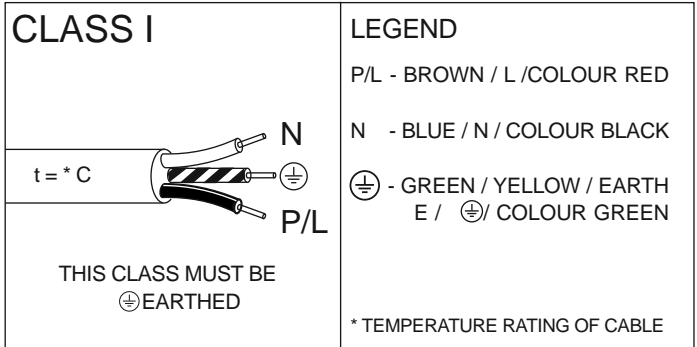 CLASS I
N
t = * C
⏚
P/L
THIS CLASS MUST BE
⏚ EARTHED
LEGEND
P/L - BROWN / L /COLOUR RED
N - BLUE / N / COLOUR BLACK
⏚ - GREEN / YELLOW / EARTH
E / ⏚/ COLOUR GREEN
* TEMPERATURE RATING OF CABLE